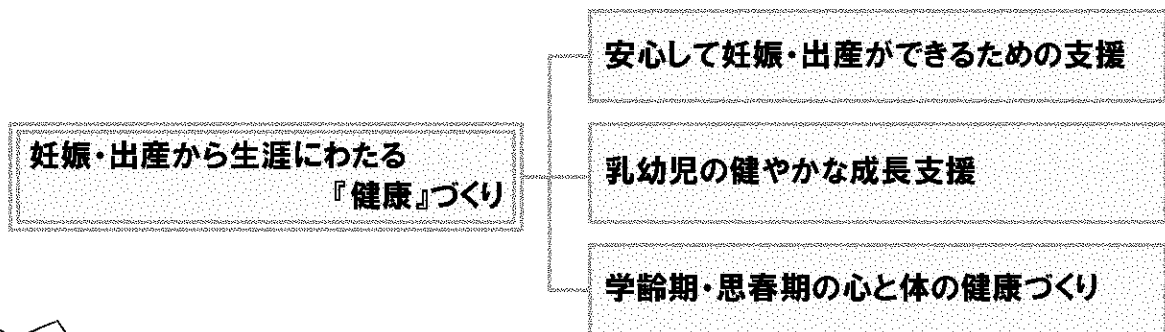 妊娠・出産から生涯にわたる
『健康』づくり
安心して妊娠・出産ができるための支援
乳幼児の健やかな成長支援
学齢期・思春期の心と体の健康づくり